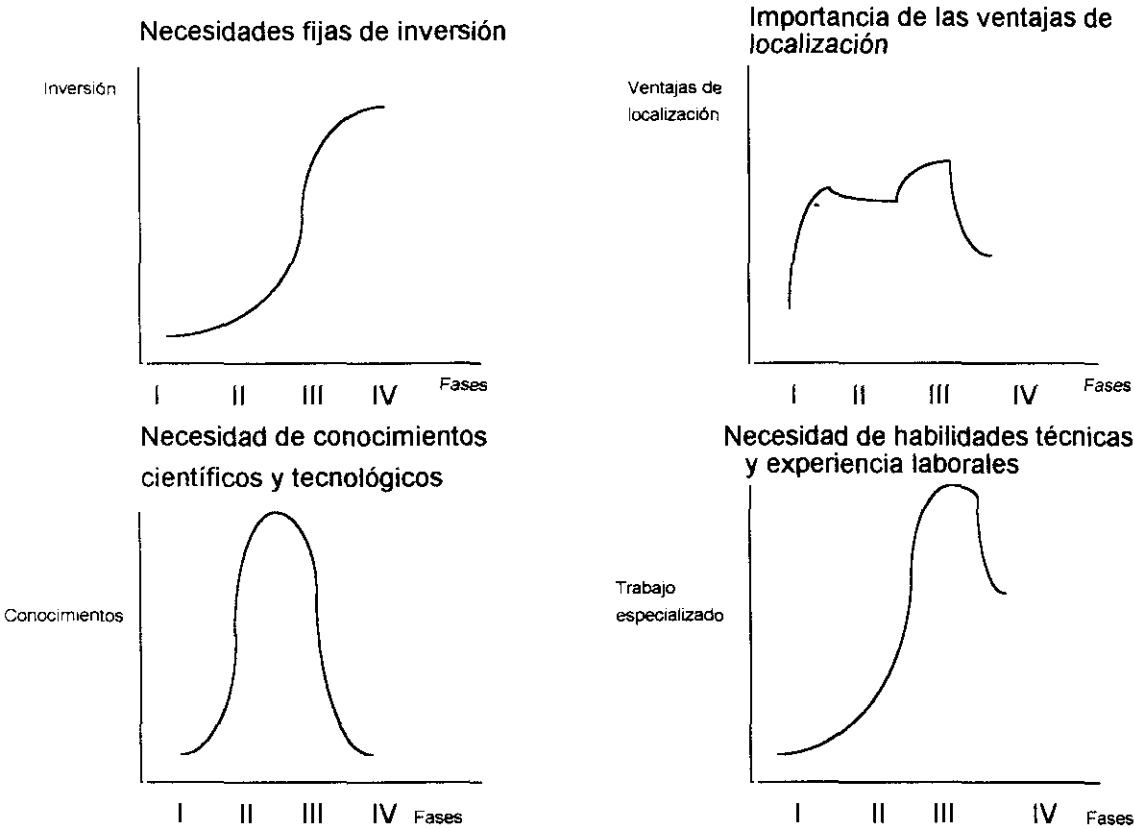 Necesidades fijas de inversión
Inversión
I II III IV Fases
Importancia de las ventajas de
localización
Ventajas de
localización
I II III IV Fases
Necesidad de conocimientos
científicos y tecnológicos
Conocimientos
I II III IV Fases
Necesidad de habilidades técnicas
y experiencia laborales
Trabajo
especializado
I II III IV Fases